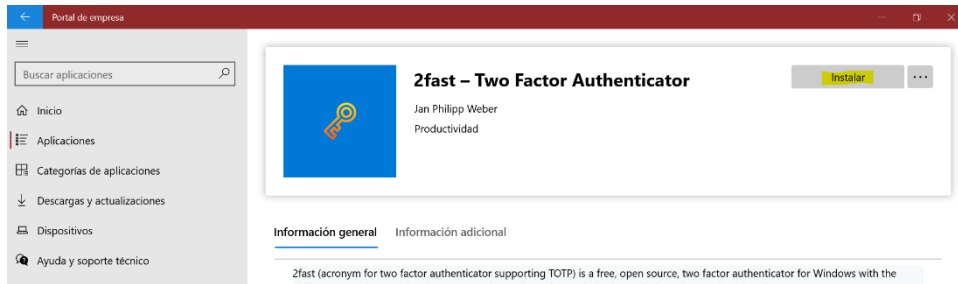 Portal de empresa
Buscar aplicaciones
Inicio
Aplicaciones
Categorías de aplicaciones
Descargas y actualizaciones
Dispositivos
Ayuda y soporte técnico
2fast – Two Factor Authenticator
Instalar
Jan Philipp Weber
Productividad
Información general
Información adicional
2fast (acronym for two factor authenticator supporting TOTP) is a free, open source, two factor authenticator for Windows with the